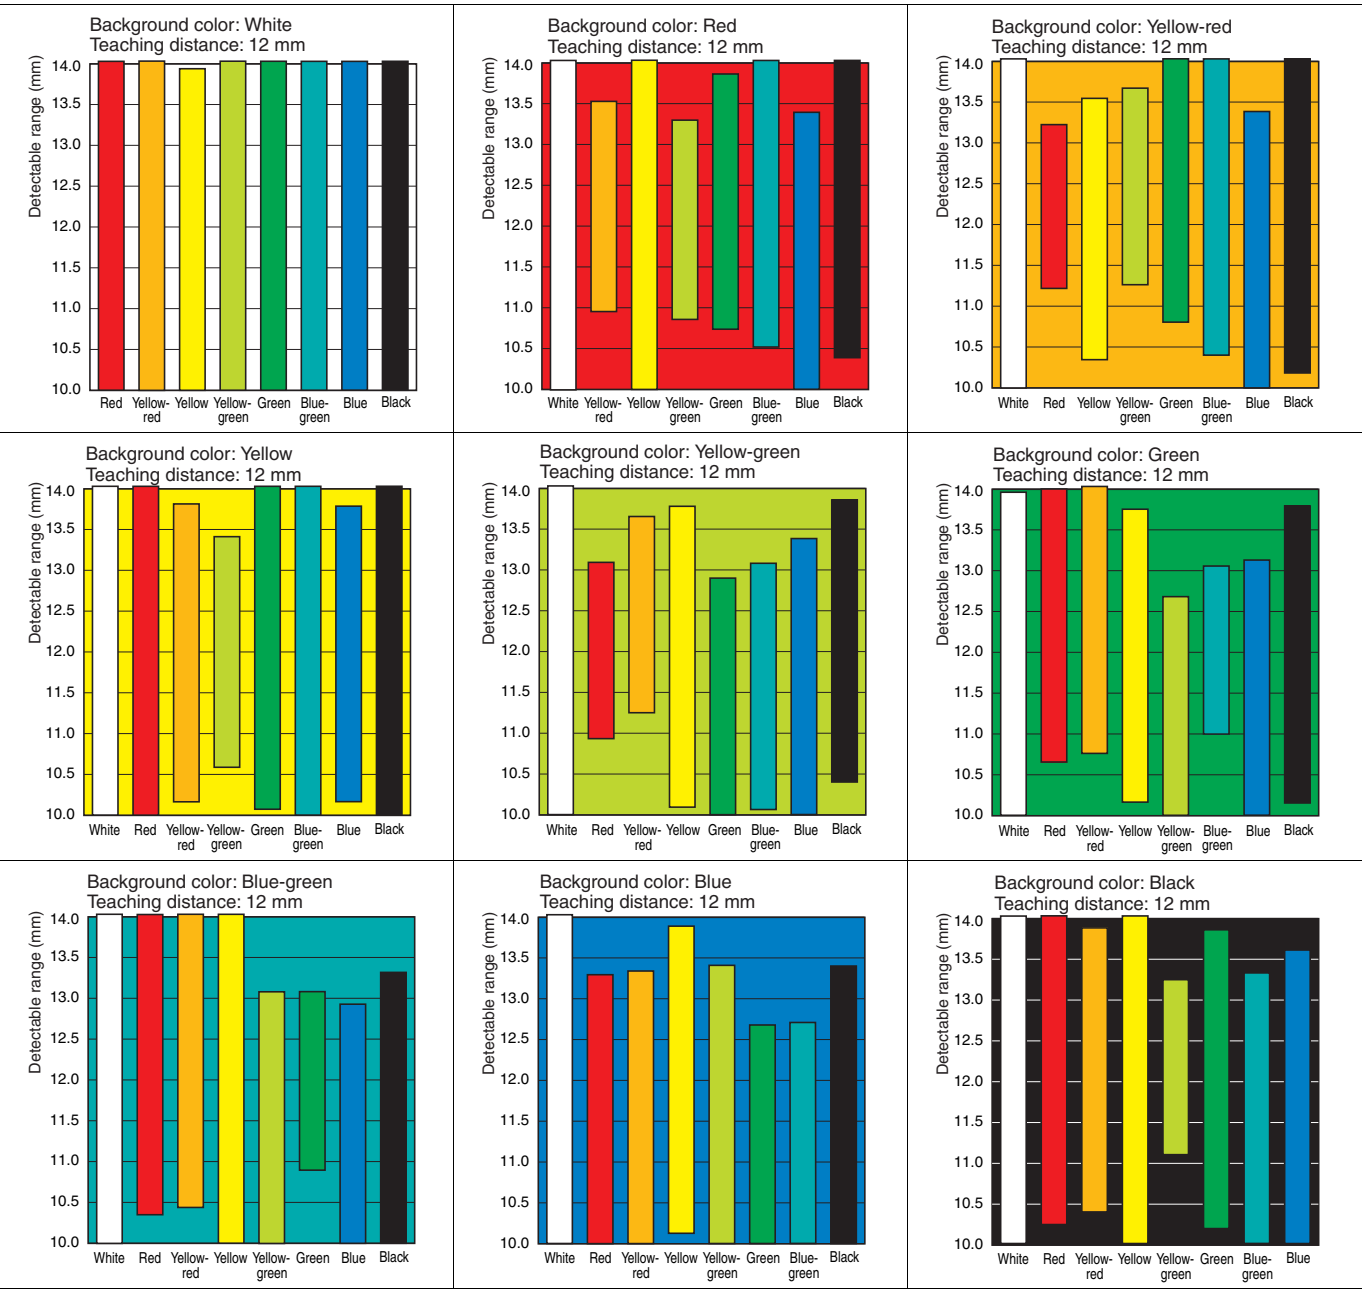 Background color: White
Teaching distance: 12 mm
Detectable range (mm)
14.0
13.5
13.0
12.5
12.0
11.5
11.0
10.5
10.0
Red Yellow- Yellow Yellow- Green Blue- Blue Black
red green green
Background color: Red
Teaching distance: 12 mm
Detectable range (mm)
14.0
13.5
13.0
12.5
12.0
11.5
11.0
10.5
10.0
White Yellow- Yellow Yellow- Green Blue- Blue Black
red green green
Background color: Yellow-red
Teaching distance: 12 mm
Detectable range (mm)
14.0
13.5
13.0
12.5
12.0
11.5
11.0
10.5
10.0
White Red Yellow Yellow- Green Blue- Blue Black
green green
Background color: Yellow
Teaching distance: 12 mm
Detectable range (mm)
14.0
13.5
13.0
12.5
12.0
11.5
11.0
10.5
10.0
White Red Yellow- Yellow- Green Blue- Blue Black
red green green
Background color: Yellow-green
Teaching distance: 12 mm
Detectable range (mm)
14.0
13.5
13.0
12.5
12.0
11.5
11.0
10.5
10.0
White Red Yellow- Yellow Green Blue- Blue Black
red green
Background color: Green
Teaching distance: 12 mm
Detectable range (mm)
14.0
13.5
13.0
12.5
12.0
11.5
11.0
10.5
10.0
White Red Yellow- Yellow Yellow- Blue- Blue Black
red green green
Background color: Blue-green
Teaching distance: 12 mm
Detectable range (mm)
14.0
13.5
13.0
12.5
12.0
11.5
11.0
10.5
10.0
White Red Yellow- Yellow Yellow- Green Blue Black
red green
Background color: Blue
Teaching distance: 12 mm
Detectable range (mm)
14.0
13.5
13.0
12.5
12.0
11.5
11.0
10.5
10.0
White Red Yellow- Yellow Yellow- Green Blue- Black
red green green
Background color: Black
Teaching distance: 12 mm
Detectable range (mm)
14.0
13.5
13.0
12.5
12.0
11.5
11.0
10.5
10.0
White Red Yellow- Yellow Yellow- Green Blue- Blue
red green green